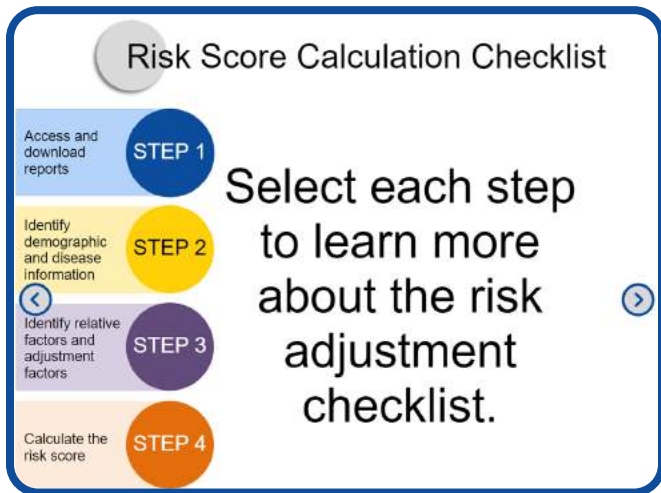 Risk Score Calculation Checklist
Access and
download
reports
STEP 1
Identify
demographic
and disease
information
STEP 2
Identify relative
factors and
adjustment
factors
STEP 3
Calculate the
risk score
STEP 4
Select each step
to learn more
about the risk
adjustment
checklist.